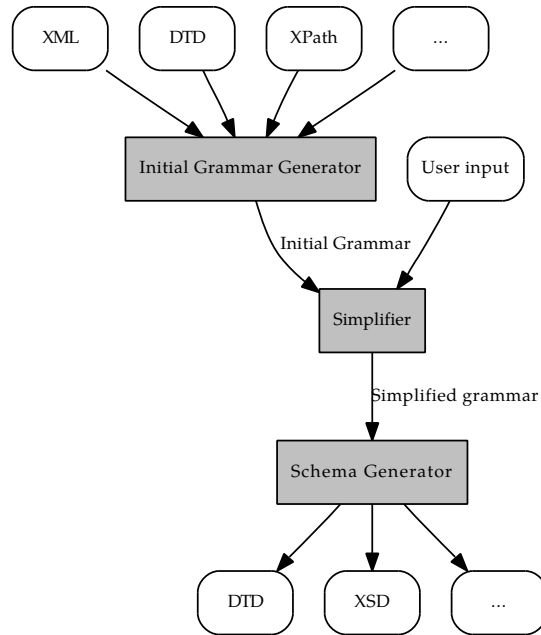 XML
DTD
XPath
...
Initial Grammar Generator
User input
Initial Grammar
Simplifier
Simplified grammar
Schema Generator
DTD
XSD
...